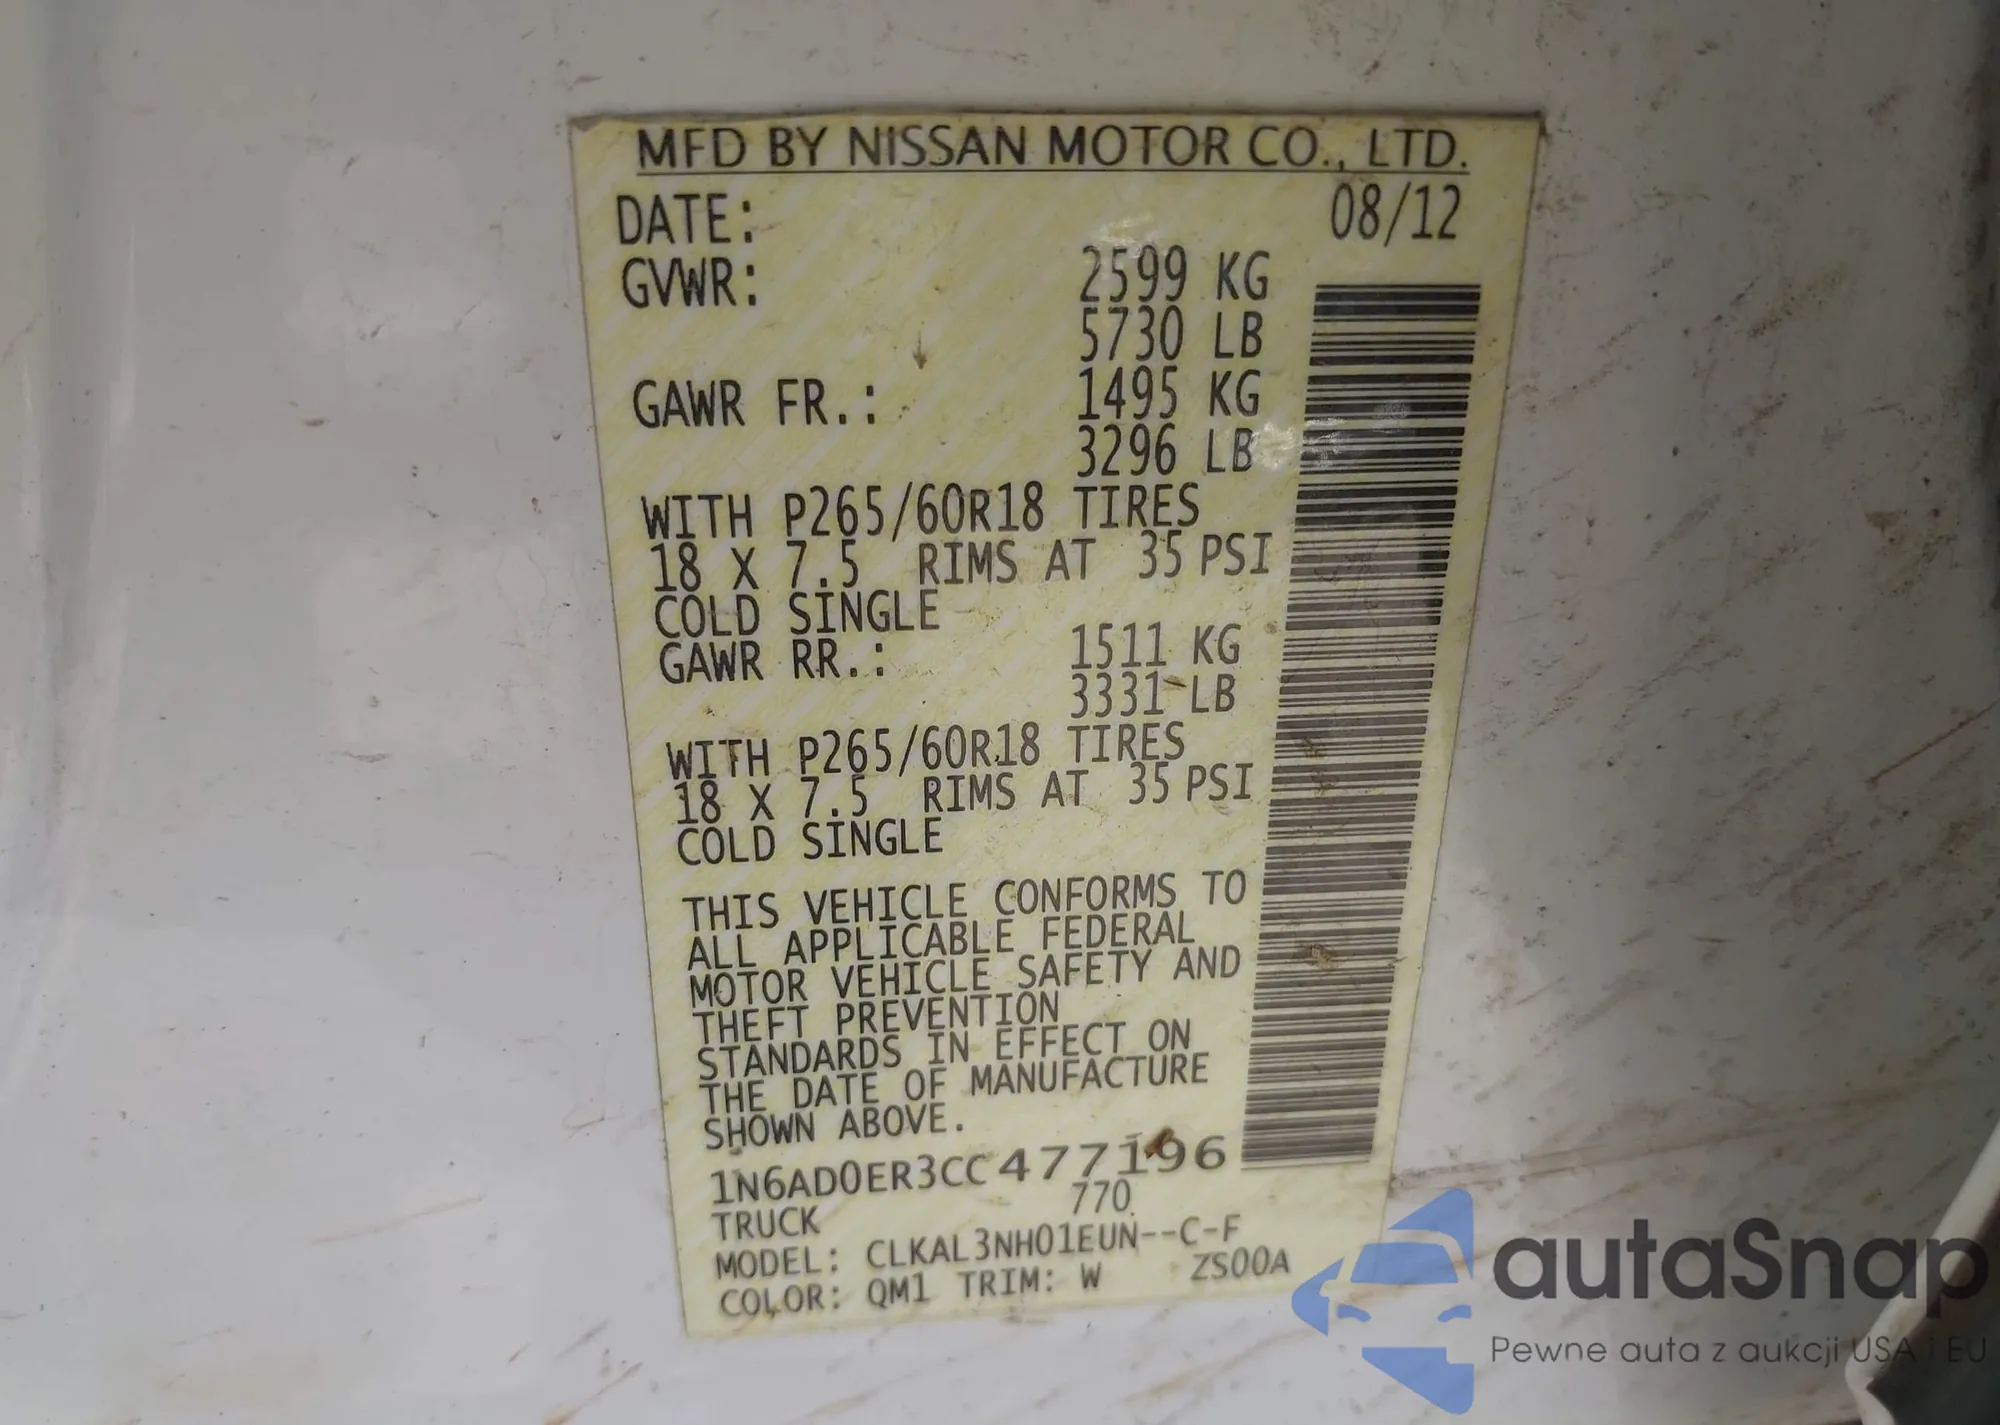 MFD BY NISSAN MOTOR CO., LTD.
DATE: 08/12
GVWR: 2599 KG
5730 LB
GAWR FR.: 1495 KG
3296 LB
WITH P265/60R18 TIRES
18 X 7.5 RIMS AT 35 PSI
COLD SINGLE
GAWR RR.: 1511 KG
3331 LB
WITH P265/60R18 TIRES
18 X 7.5 RIMS AT 35 PSI
COLD SINGLE
THIS VEHICLE CONFORMS TO
ALL APPLICABLE FEDERAL
MOTOR VEHICLE SAFETY AND
THEFT PREVENTION
STANDARDS IN EFFECT ON
THE DATE OF MANUFACTURE
SHOWN ABOVE.
1N6AD0ER3CC477196
TRUCK 770
MODEL: CLKAL3NH01EUN--C-F
COLOR: QM1 TRIM: W ZS00A
autaSnap
Pewne auta z aukcji USA i EU